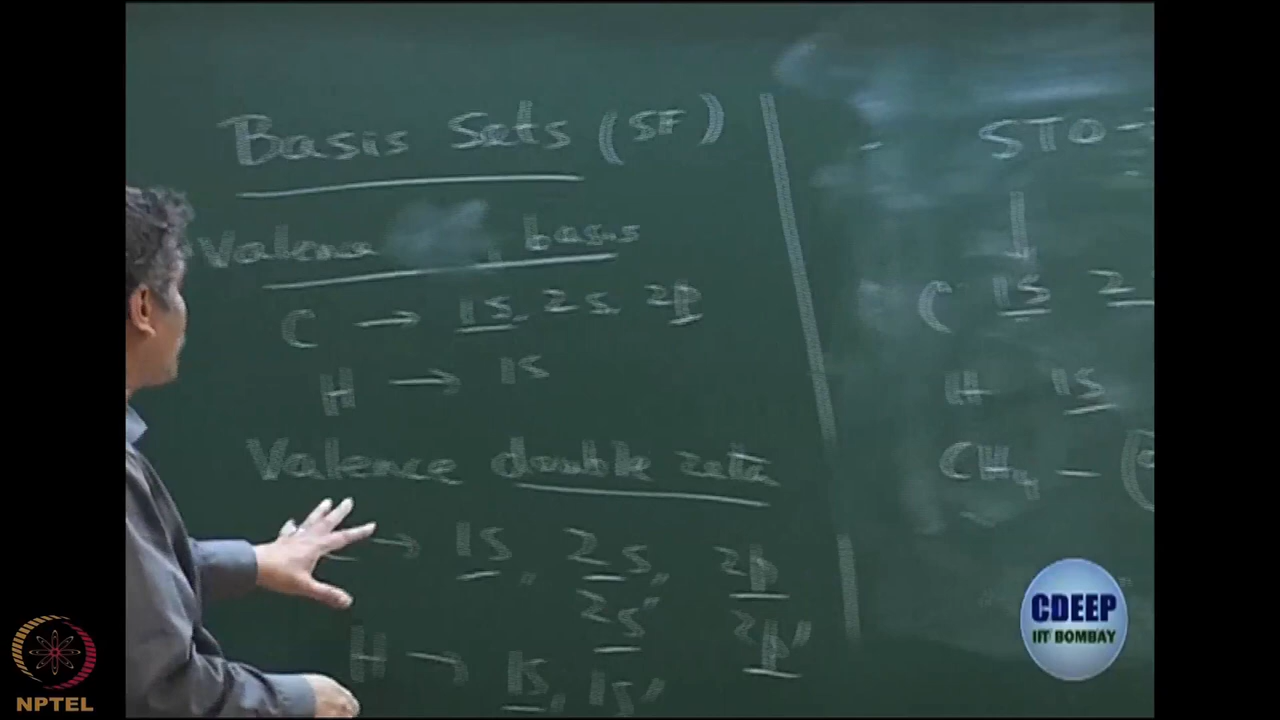 Basis Sets (SF)
Valence basis
C → 1s, 2s, 2p
H → 1s
Valence double zeta
→ 1s, 2s, 2p
2s' 2p'
H → 1s, 1s'
STO-
C 1s 2
H 1s
CH₄ – (
CDEEP
IIT BOMBAY
NPTEL